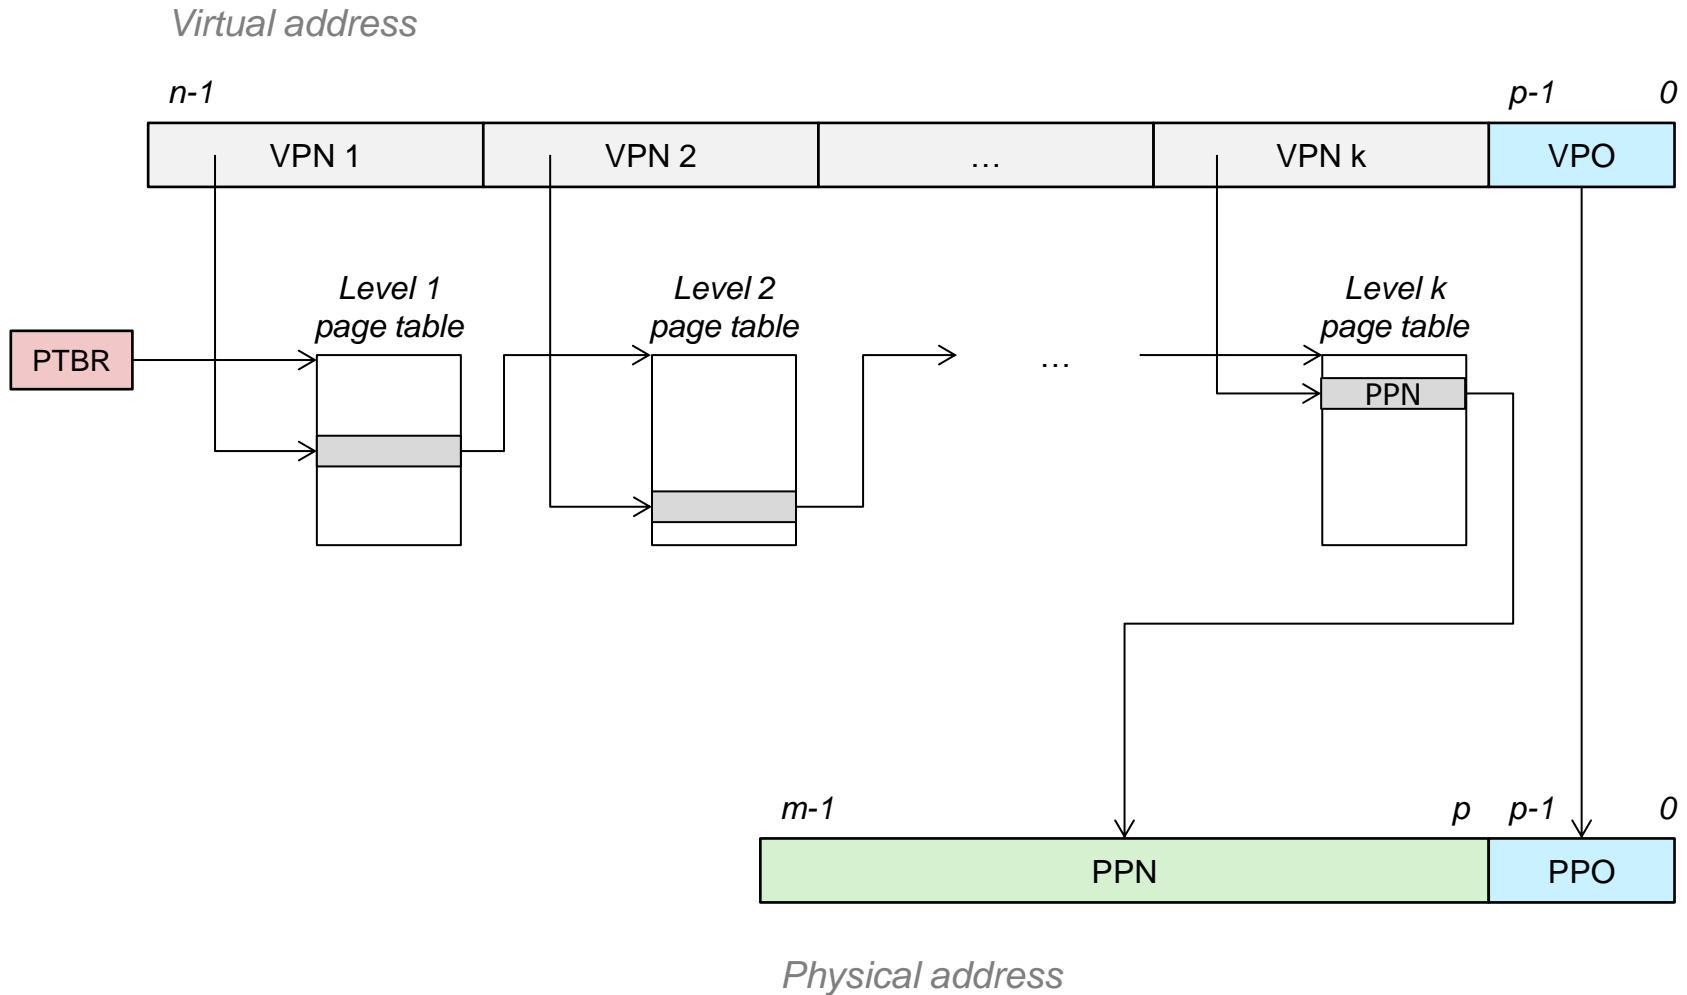 Virtual address
n-1 p-1 0
VPN 1 VPN 2 … VPN k VPO
Level 1 Level 2 Level k
page table page table page table
PTBR
…
PPN
m-1 p p-1 0
PPN PPO
Physical address